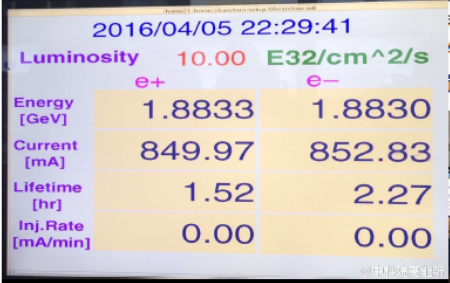 2016/04/05 22:29:41
Luminosity 10.00 E32/cm^2/s
e+ e−
Energy [GeV] 1.8833 1.8830
Current [mA] 849.97 852.83
Lifetime [hr] 1.52 2.27
Inj.Rate [mA/min] 0.00 0.00